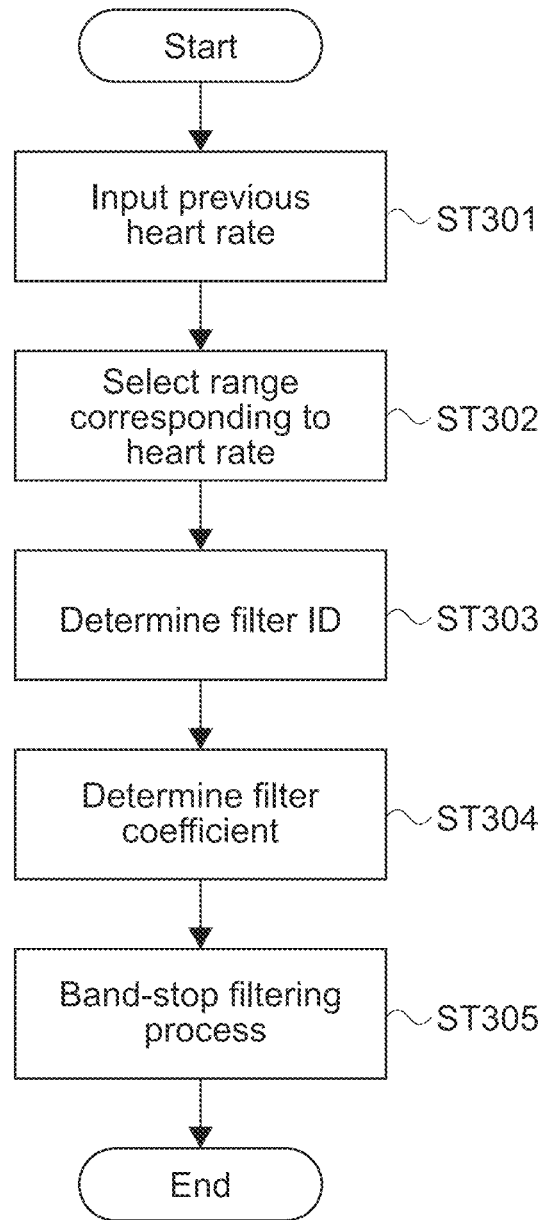 Start
Input previous
heart rate
ST301
Select range
corresponding to
heart rate
ST302
Determine filter ID
ST303
Determine filter
coefficient
ST304
Band-stop filtering
process
ST305
End